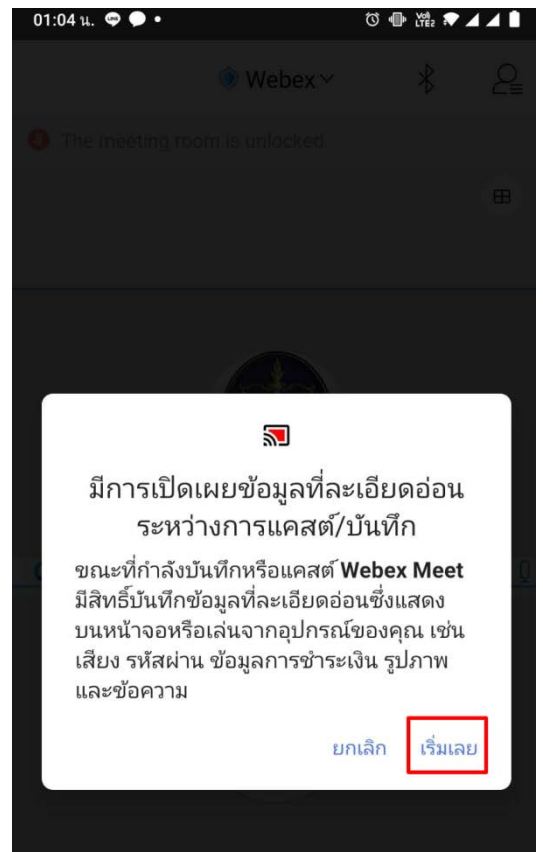 01:04 น.
Vo) LTE2
Webex
The meeting room is unlocked.
มีการเปิดเผยข้อมูลที่ละเอียดอ่อน
ระหว่างการแคสต์/บันทึก
ขณะที่กำลังบันทึกหรือแคสต์ Webex Meet
มีสิทธิ์บันทึกข้อมูลที่ละเอียดอ่อนซึ่งแสดง
บนหน้าจอหรือเล่นจากอุปกรณ์ของคุณ เช่น
เสียง รหัสผ่าน ข้อมูลการชำระเงิน รูปภาพ
และข้อความ
ยกเลิก เริ่มเลย